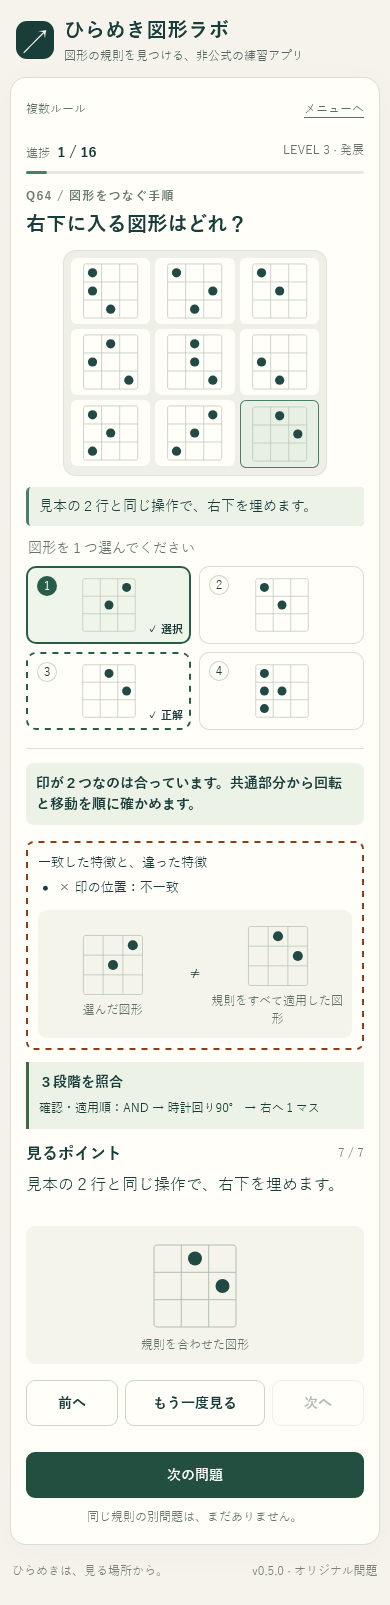 ひらめき図形ラボ
図形の規則を見つける、非公式の練習アプリ
複数ルール
メニューへ
進捗 1 / 16
LEVEL 3・発展
Q64 / 図形をつなぐ手順
右下に入る図形はどれ？
見本の２行と同じ操作で、右下を埋めます。
図形を１つ選んでください
1
✓ 選択
2
3
✓ 正解
4
印が２つなのは合っています。共通部分から回転
と移動を順に確かめます。
一致した特徴と、違った特徴
• × 印の位置：不一致
≠
選んだ図形
規則をすべて適用した図
形
３段階を照合
確認・適用順：AND → 時計回り90° → 右へ１マス
見るポイント
7 / 7
見本の２行と同じ操作で、右下を埋めます。
規則を合わせた図形
前へ
もう一度見る
次へ
次の問題
同じ規則の別問題は、まだありません。
ひらめきは、見る場所から。
v0.5.0・オリジナル問題